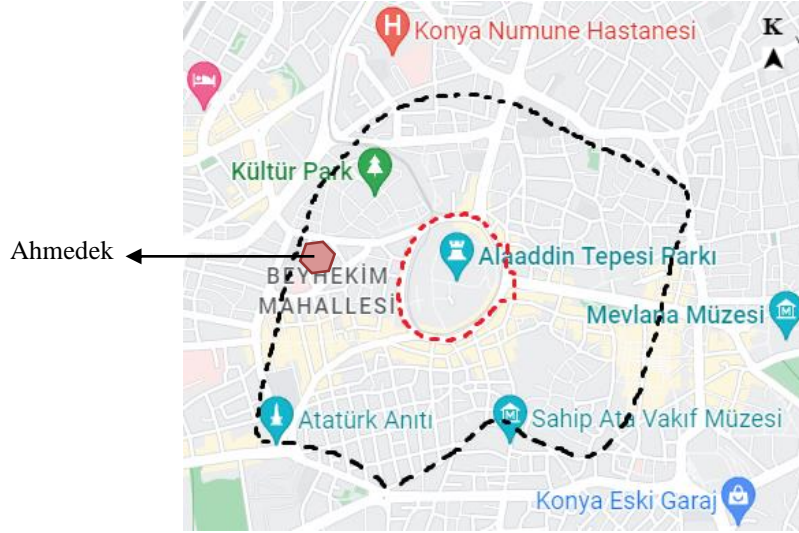 Konya Numune Hastanesi
K
Kültür Park
Ahmedek
Alaaddin Tepesi Parkı
BEYHEKİM
MAHALLESİ
Mevlana Müzesi
Atatürk Anıtı
Sahip Ata Vakıf Müzesi
Konya Eski Garaj